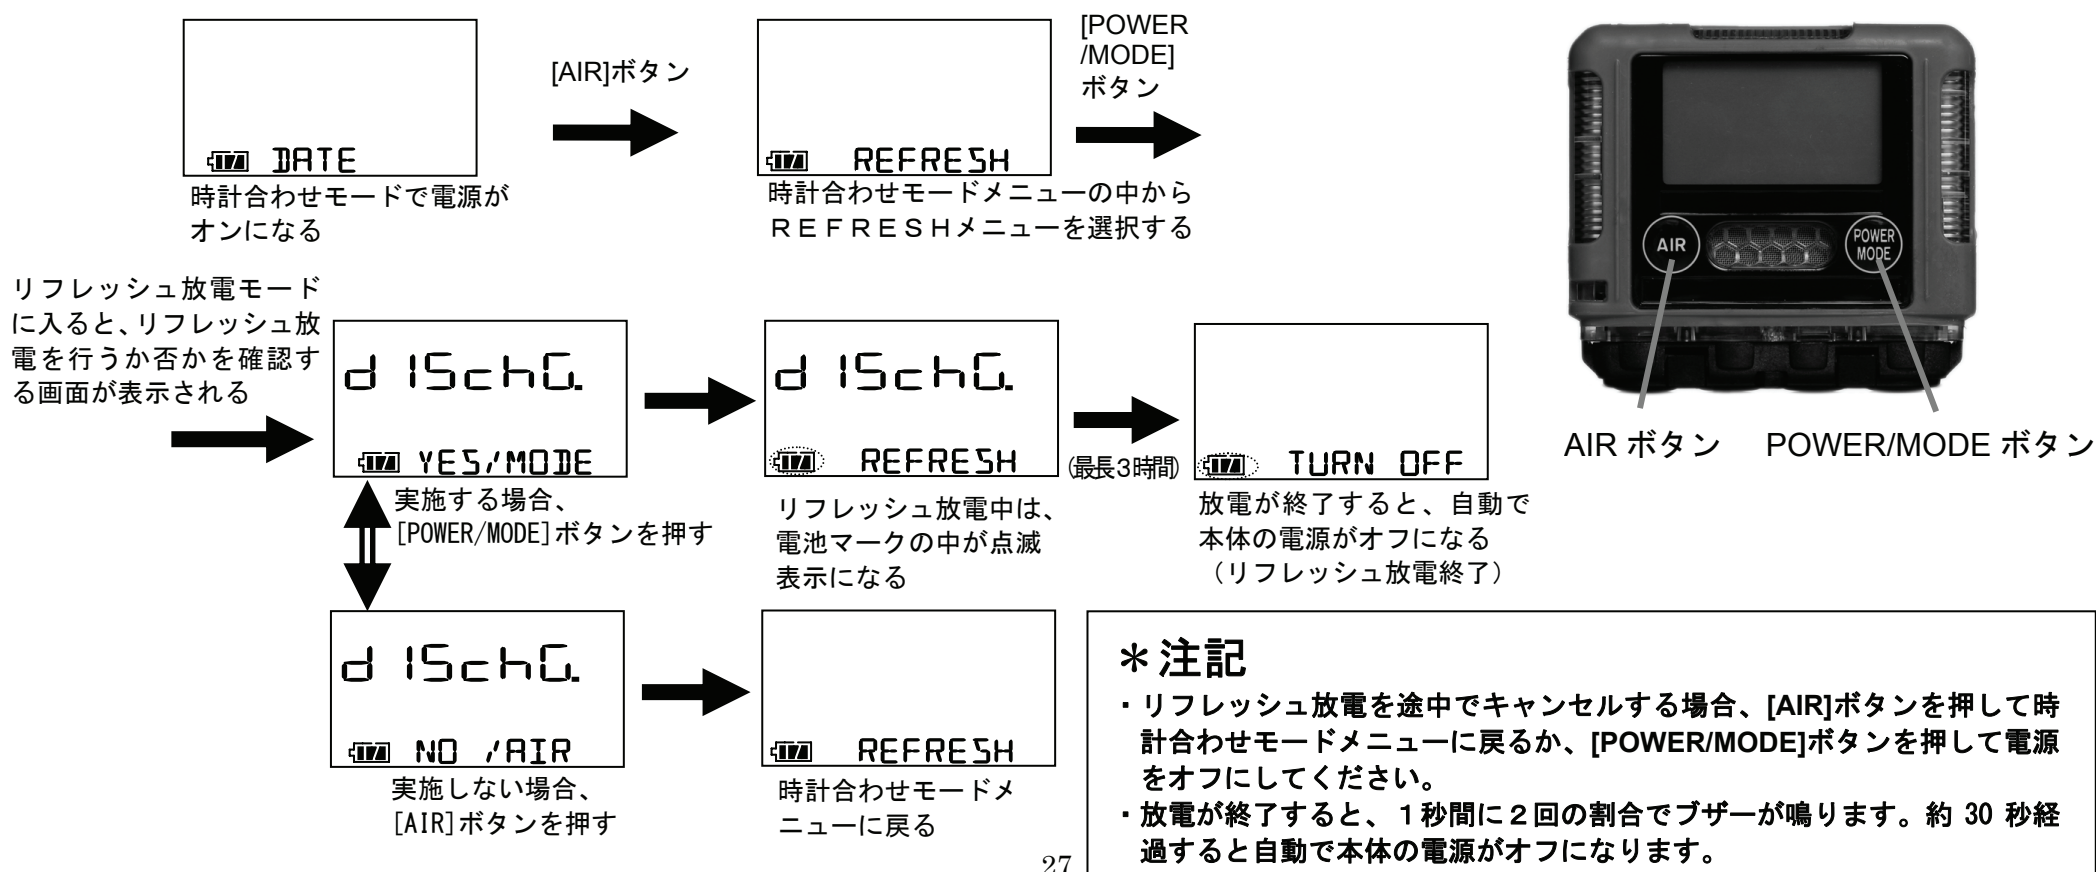 DATE
時計合わせモードで電源が
オンになる
[AIR]ボタン
REFRESH
時計合わせモードメニューの中から
ＲＥＦＲＥＳＨメニューを選択する
[POWER
/MODE]
ボタン
AIR
POWER
MODE
AIR ボタン
POWER/MODE ボタン
リフレッシュ放電モード
に入ると、リフレッシュ放
電を行うか否かを確認す
る画面が表示される
dISchG.
YES/MODE
実施する場合、
[POWER/MODE]ボタンを押す
dISchG.
REFRESH
リフレッシュ放電中は、
電池マークの中が点滅
表示になる
(最長3時間)
TURN OFF
放電が終了すると、自動で
本体の電源がオフになる
（リフレッシュ放電終了）
dISchG.
NO /AIR
実施しない場合、
[AIR]ボタンを押す
REFRESH
時計合わせモードメ
ニューに戻る
＊注記
・リフレッシュ放電を途中でキャンセルする場合、[AIR]ボタンを押して時
計合わせモードメニューに戻るか、[POWER/MODE]ボタンを押して電源
をオフにしてください。
・放電が終了すると、１秒間に２回の割合でブザーが鳴ります。約 30 秒経
過すると自動で本体の電源がオフになります。
27